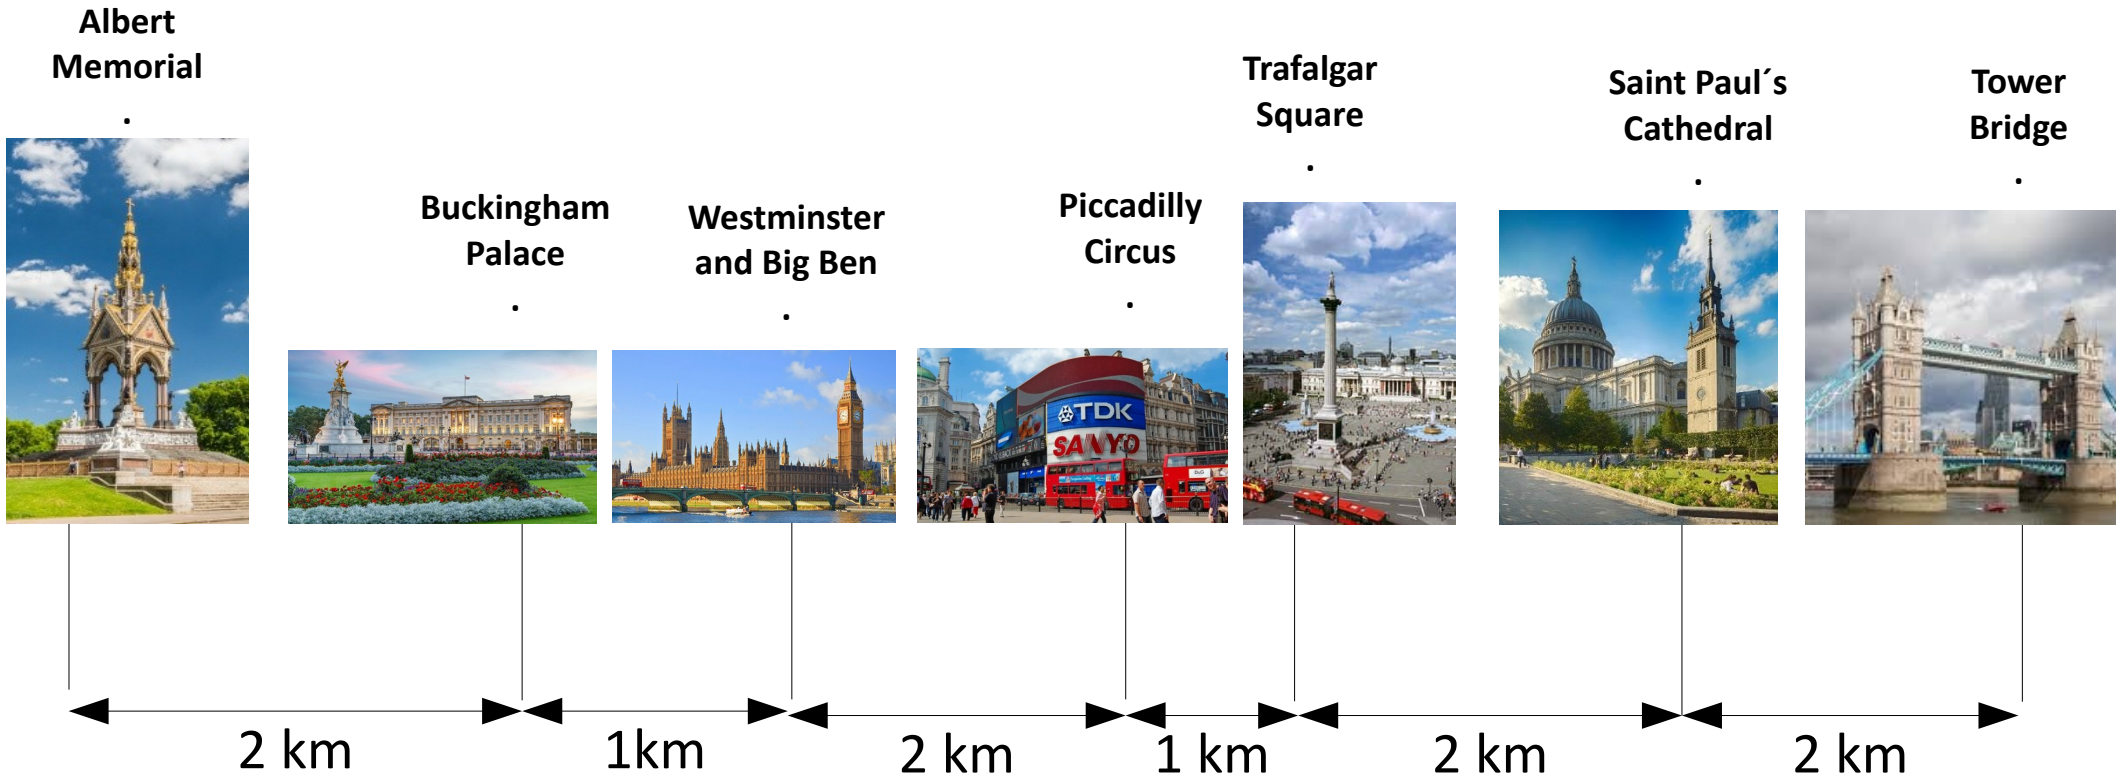 Albert
Memorial
.
Buckingham
Palace
.
Westminster
and Big Ben
.
Piccadilly
Circus
.
Trafalgar
Square
.
Saint Paul´s
Cathedral
.
Tower
Bridge
.
TDK
SANYO
2 km
1km
2 km
1 km
2 km
2 km